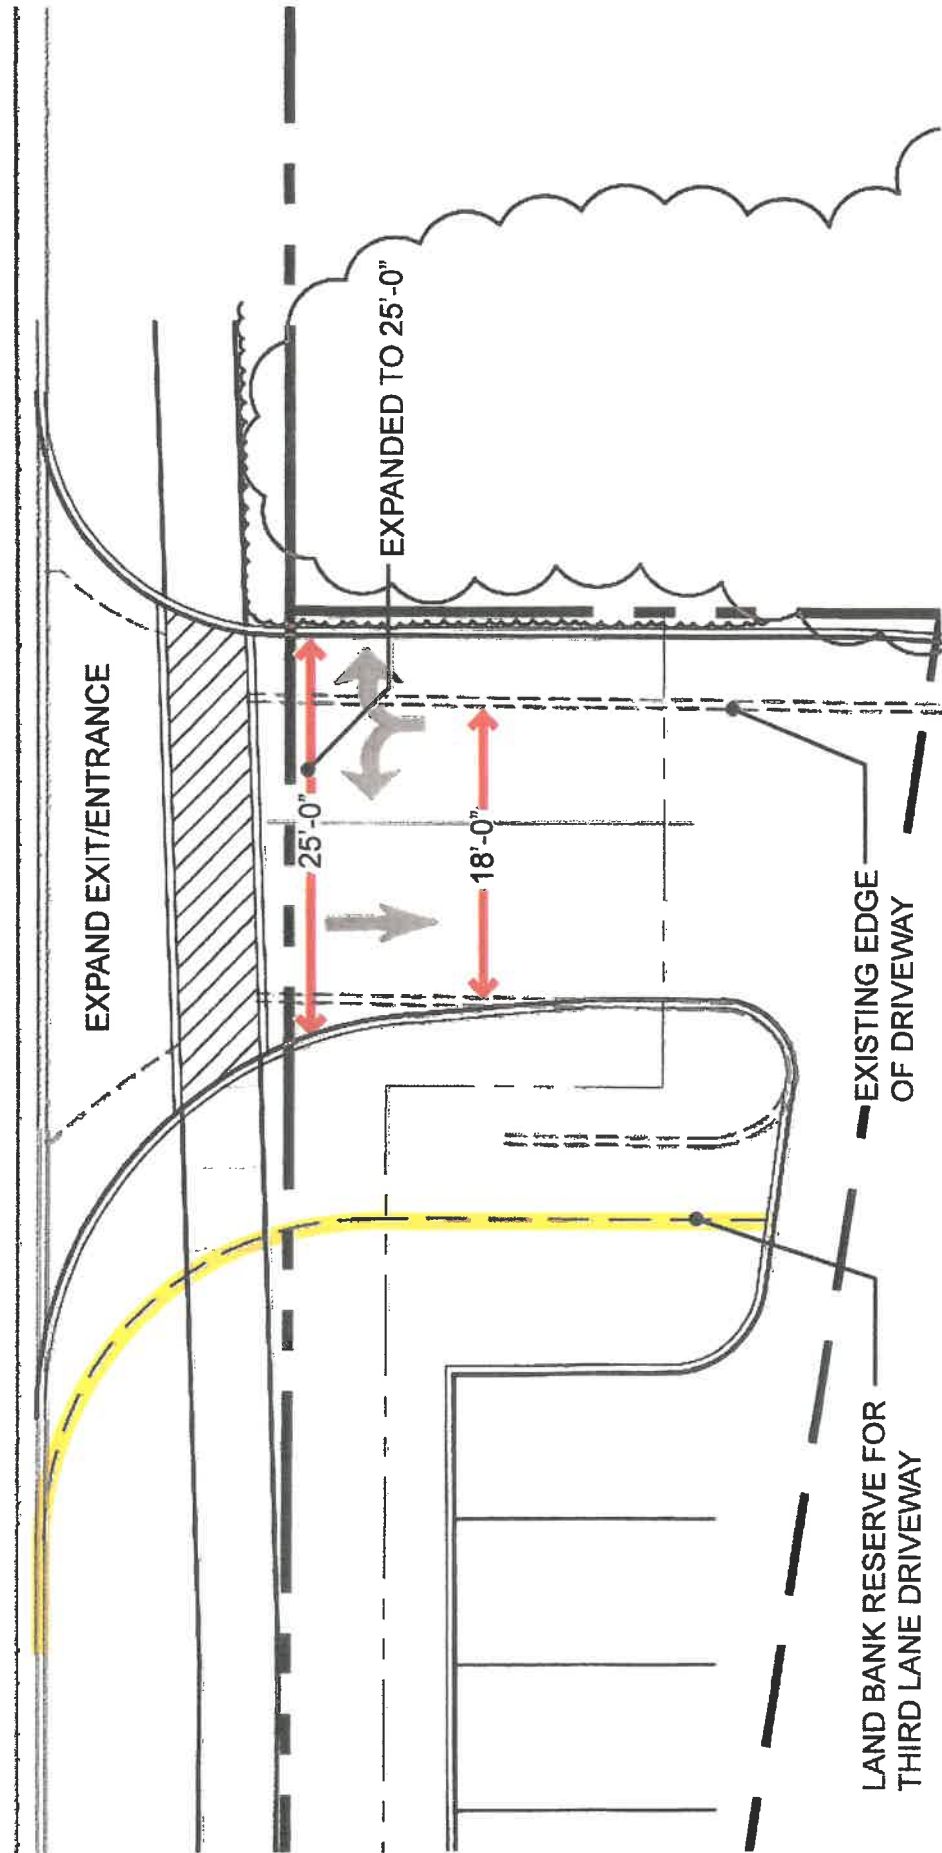 EXPAND EXIT/ENTRANCE
25'-0"
EXPANDED TO 25'-0"
18'-0"
EXISTING EDGE
OF DRIVEWAY
LAND BANK RESERVE FOR
THIRD LANE DRIVEWAY